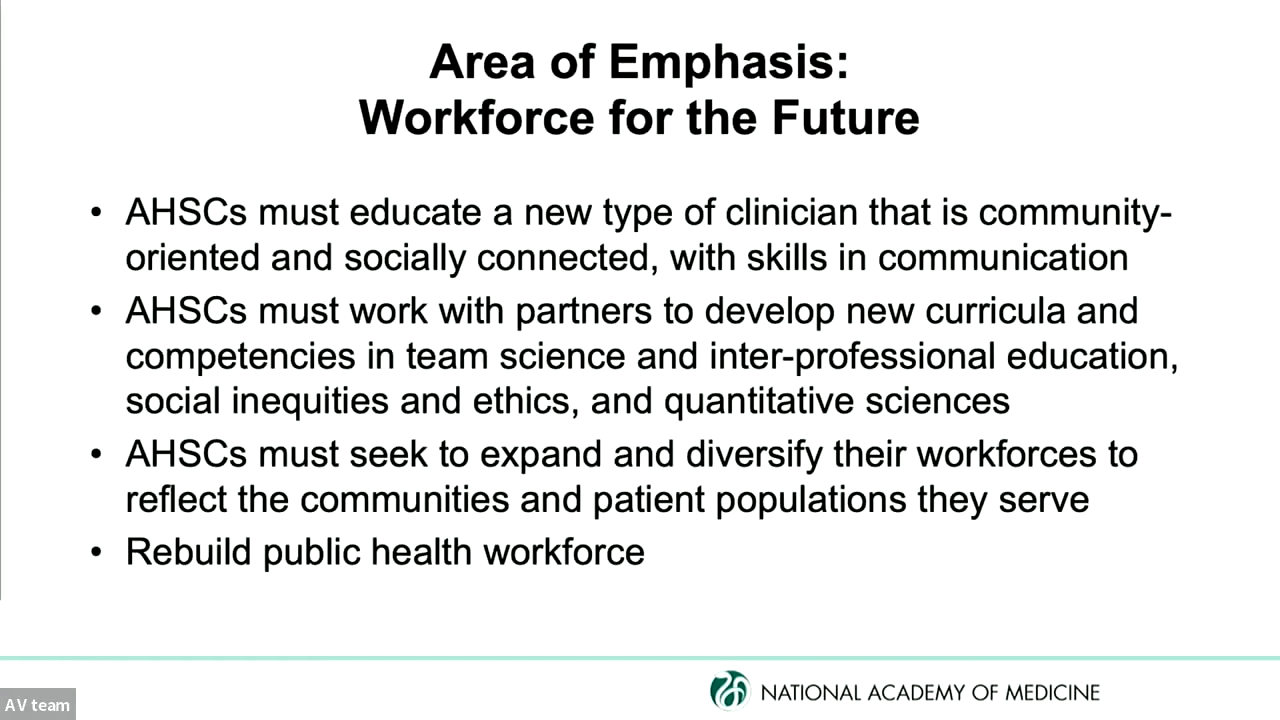 Area of Emphasis:
Workforce for the Future
• AHSCs must educate a new type of clinician that is community-
oriented and socially connected, with skills in communication
• AHSCs must work with partners to develop new curricula and
competencies in team science and inter-professional education,
social inequities and ethics, and quantitative sciences
• AHSCs must seek to expand and diversify their workforces to
reflect the communities and patient populations they serve
• Rebuild public health workforce
NATIONAL ACADEMY OF MEDICINE
AV team